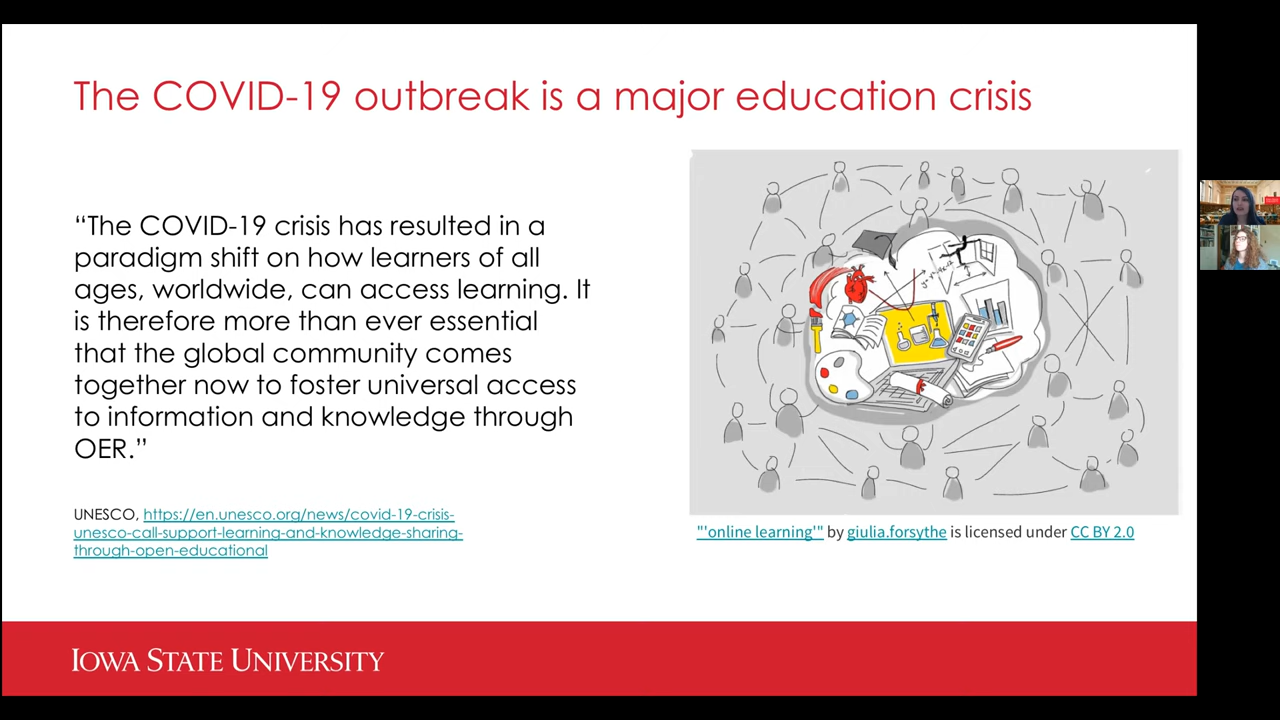 The COVID-19 outbreak is a major education crisis
“The COVID-19 crisis has resulted in a
paradigm shift on how learners of all
ages, worldwide, can access learning. It
is therefore more than ever essential
that the global community comes
together now to foster universal access
to information and knowledge through
OER.”
UNESCO, https://en.unesco.org/news/covid-19-crisis-
unesco-call-support-learning-and-knowledge-sharing-
through-open-educational
"'online learning'" by giulia.forsythe is licensed under CC BY 2.0
IOWA STATE UNIVERSITY